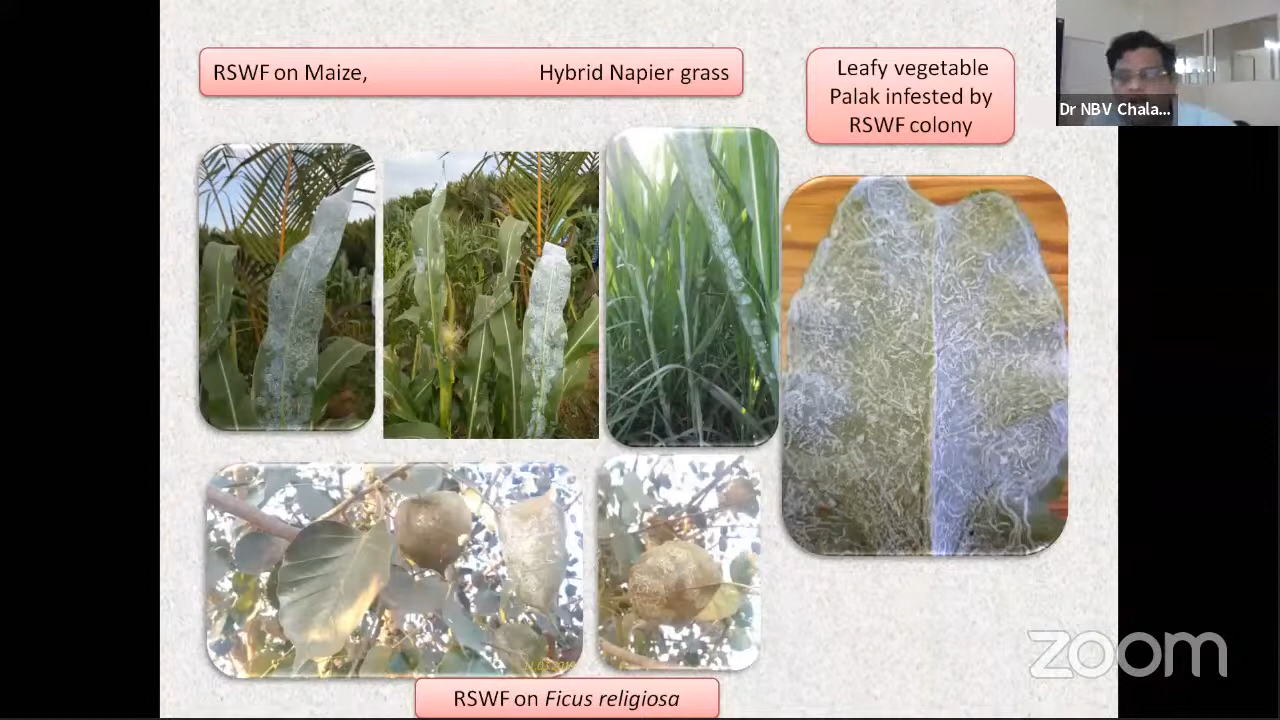 RSWF on Maize, Hybrid Napier grass
Leafy vegetable
Palak infested by
RSWF colony
Dr NBV Chala...
RSWF on Ficus religiosa
zoom